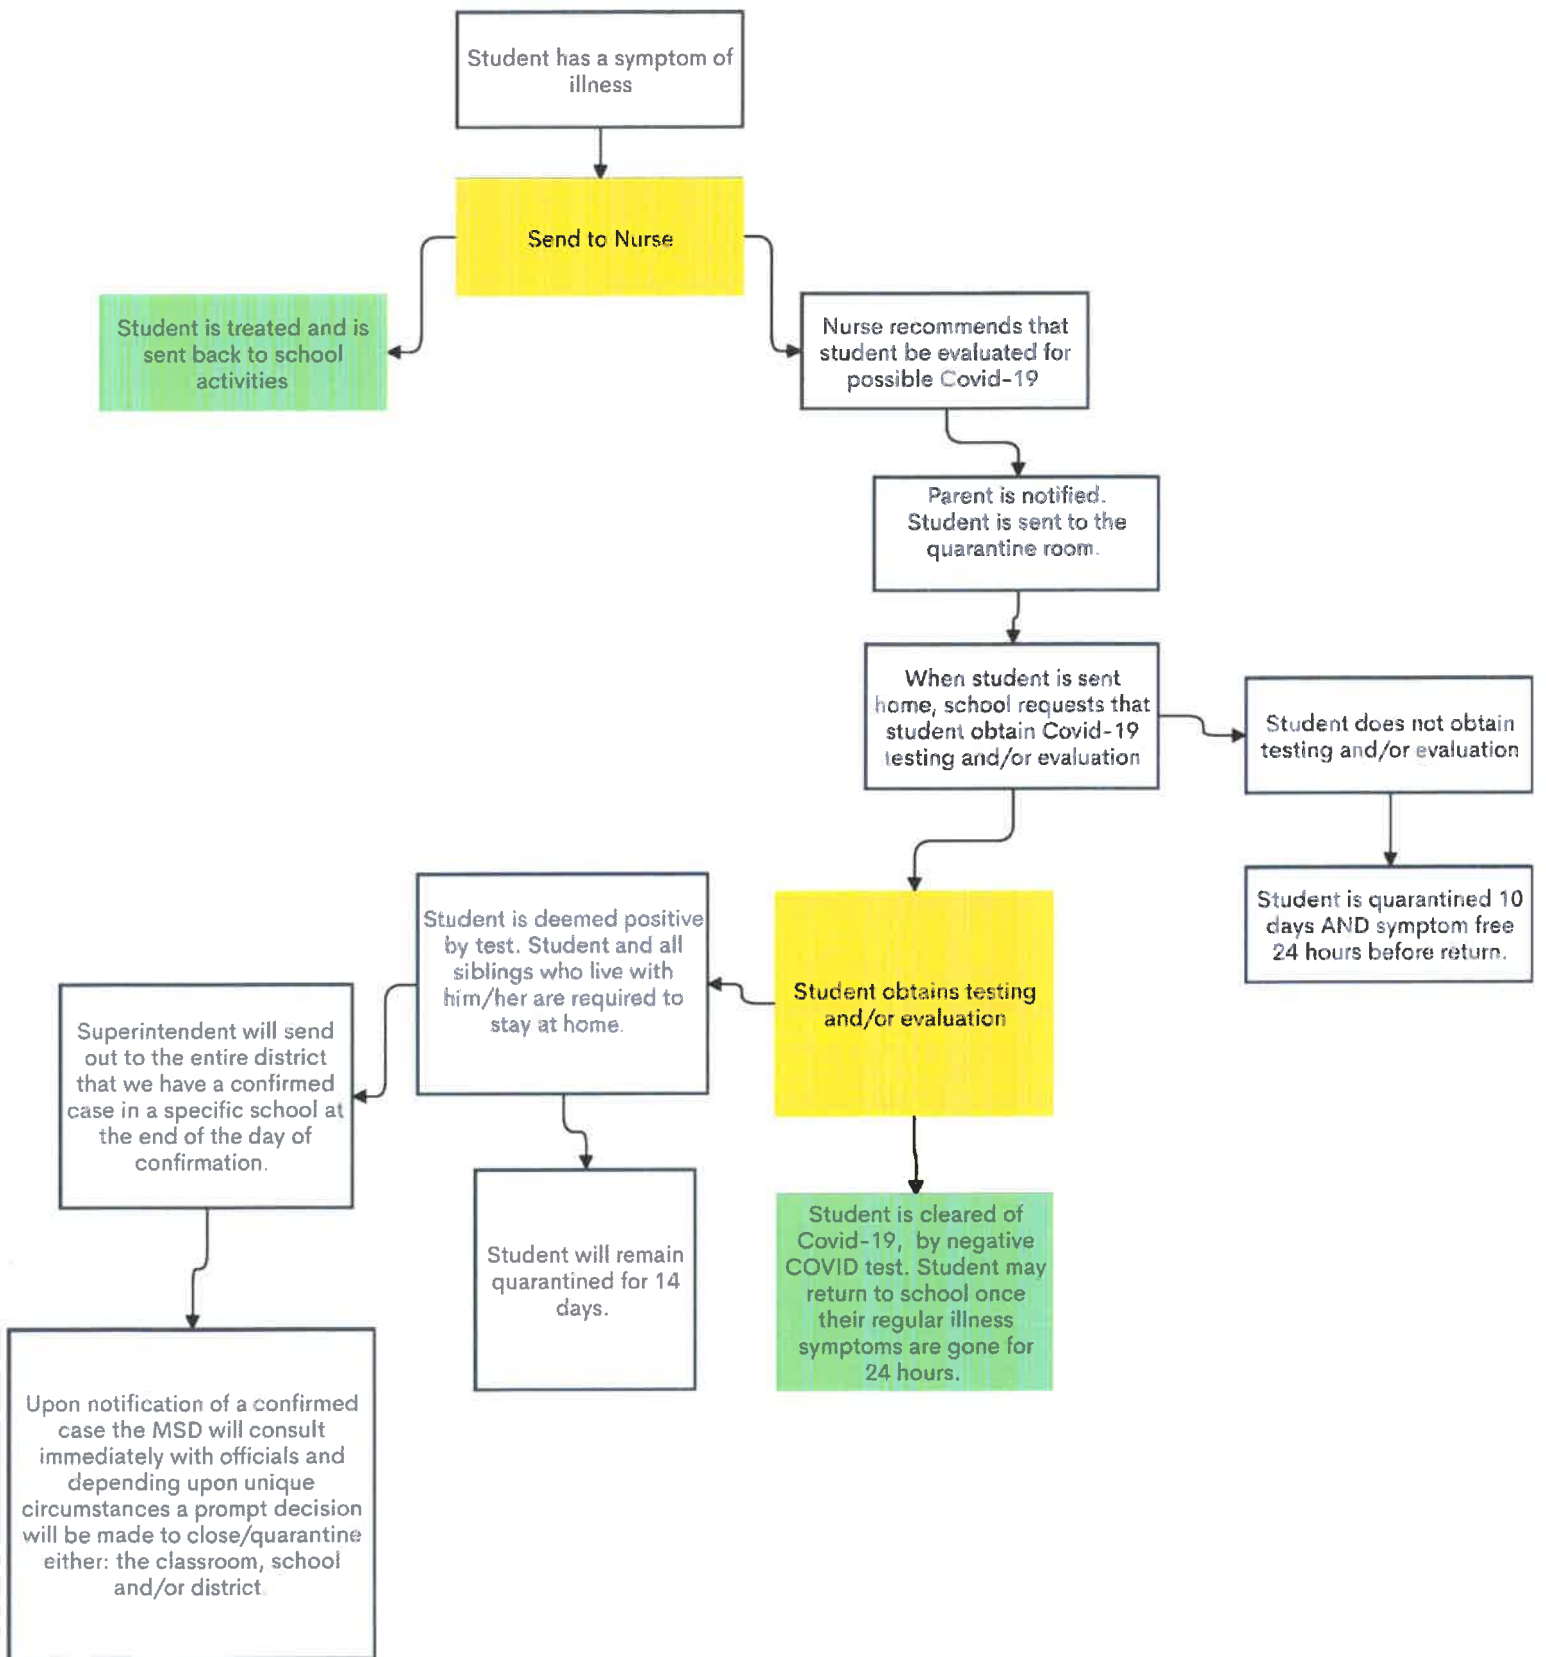 Student has a symptom of
illness
Send to Nurse
Student is treated and is
sent back to school
activities
Nurse recommends that
student be evaluated for
possible Covid-19
Parent is notified.
Student is sent to the
quarantine room.
When student is sent
home, school requests that
student obtain Covid-19
testing and/or evaluation
Student does not obtain
testing and/or evaluation
Student is quarantined 10
days AND symptom free
24 hours before return.
Student obtains testing
and/or evaluation
Student is deemed positive
by test. Student and all
siblings who live with
him/her are required to
stay at home.
Superintendent will send
out to the entire district
that we have a confirmed
case in a specific school at
the end of the day of
confirmation.
Student will remain
quarantined for 14
days.
Student is cleared of
Covid-19, by negative
COVID test. Student may
return to school once
their regular illness
symptoms are gone for
24 hours.
Upon notification of a confirmed
case the MSD will consult
immediately with officials and
depending upon unique
circumstances a prompt decision
will be made to close/quarantine
either: the classroom, school
and/or district